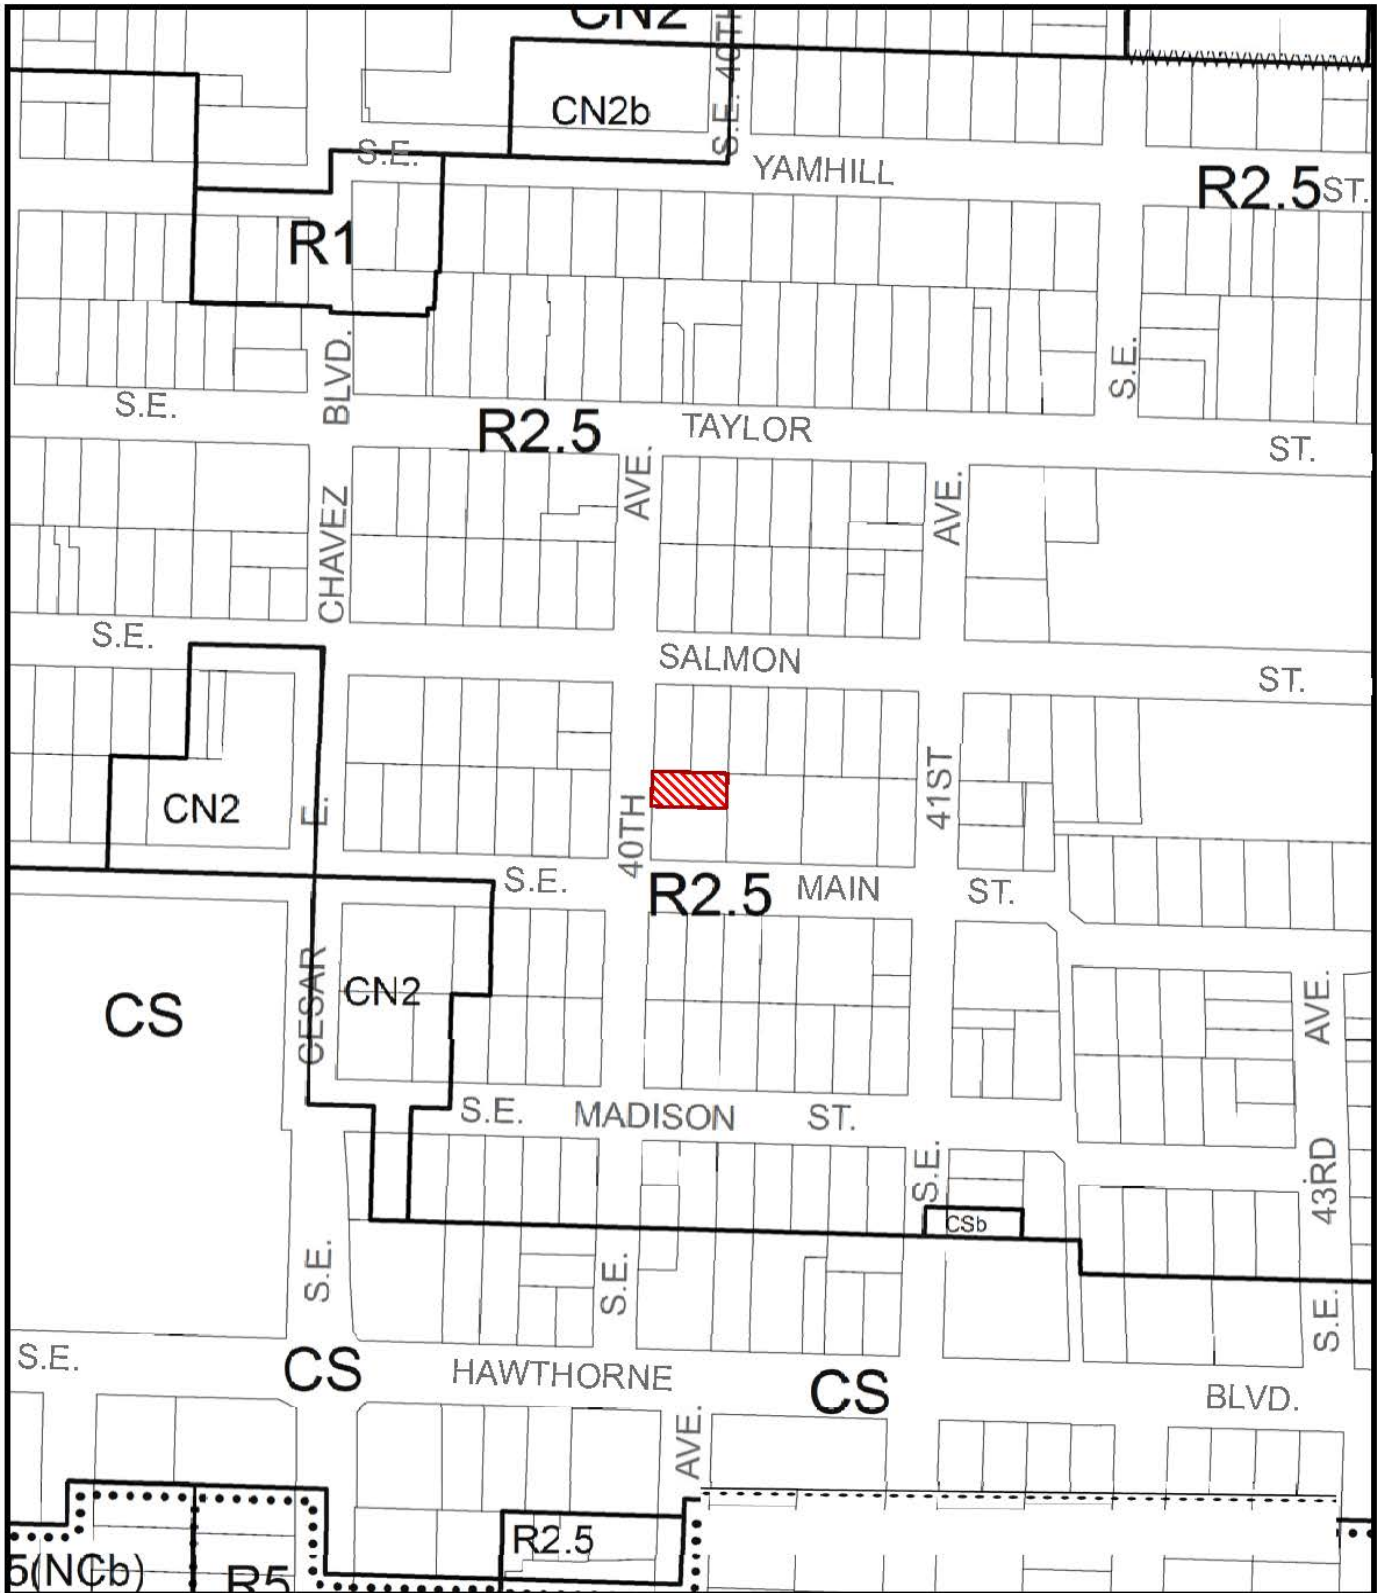 CN2
S.E. 40TH
CN2b
S.E.
YAMHILL
R2.5
ST.
R1
BLVD.
S.E.
S.E.
R2.5
TAYLOR
ST.
AVE.
AVE.
CHAVEZ
S.E.
SALMON
ST.
41ST
CN2
E.
40TH
S.E.
R2.5
MAIN
ST.
CESAR
CN2
CS
AVE.
S.E.
MADISON
ST.
S.E.
43RD
CSb
S.E.
S.E.
S.E.
S.E.
CS
HAWTHORNE
CS
BLVD.
AVE.
R2.5
5(NCb)
R5